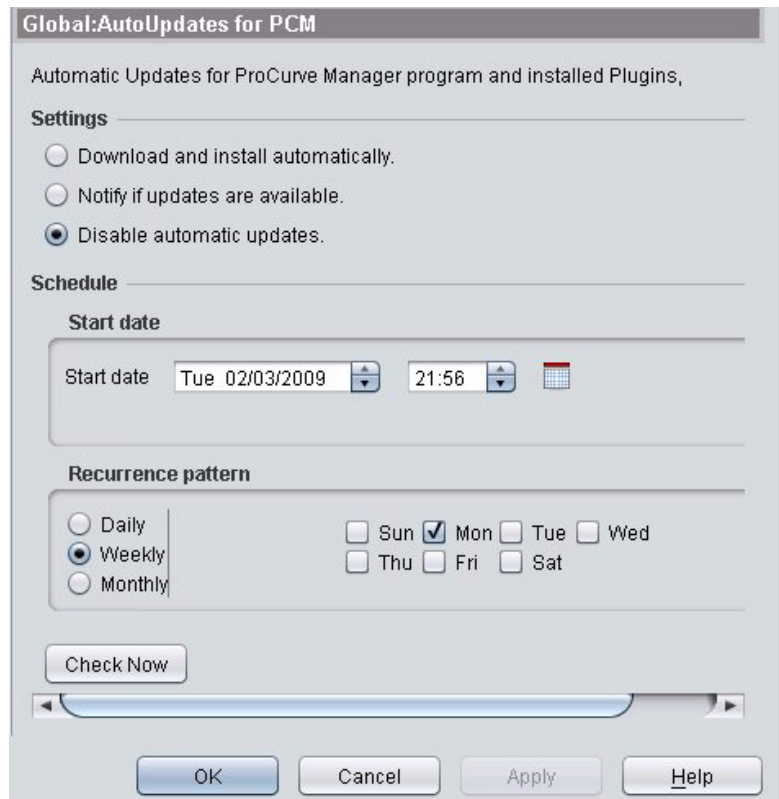 Global:AutoUpdates for PCM
Automatic Updates for ProCurve Manager program and installed Plugins,
Settings
Download and install automatically.
Notify if updates are available.
Disable automatic updates.
Schedule
Start date
Start date Tue 02/03/2009 21:56
Recurrence pattern
Daily
Weekly
Monthly
Sun Mon Tue Wed
Thu Fri Sat
Check Now
OK Cancel Apply Help